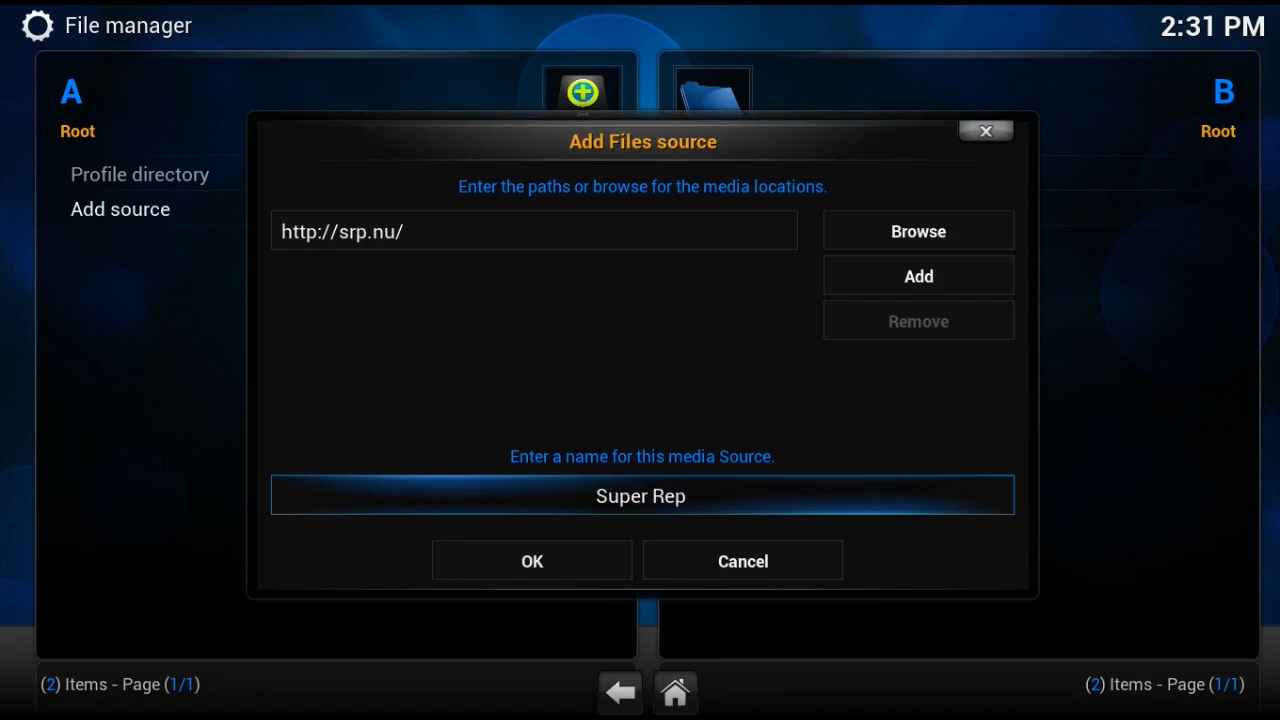 File manager
2:31 PM
A
B
Root
Root
Profile directory
Add source
Add Files source
Enter the paths or browse for the media locations.
http://srp.nu/
Browse
Add
Remove
Enter a name for this media Source.
Super Rep
OK
Cancel
(2) Items - Page (1/1)
(2) Items - Page (1/1)